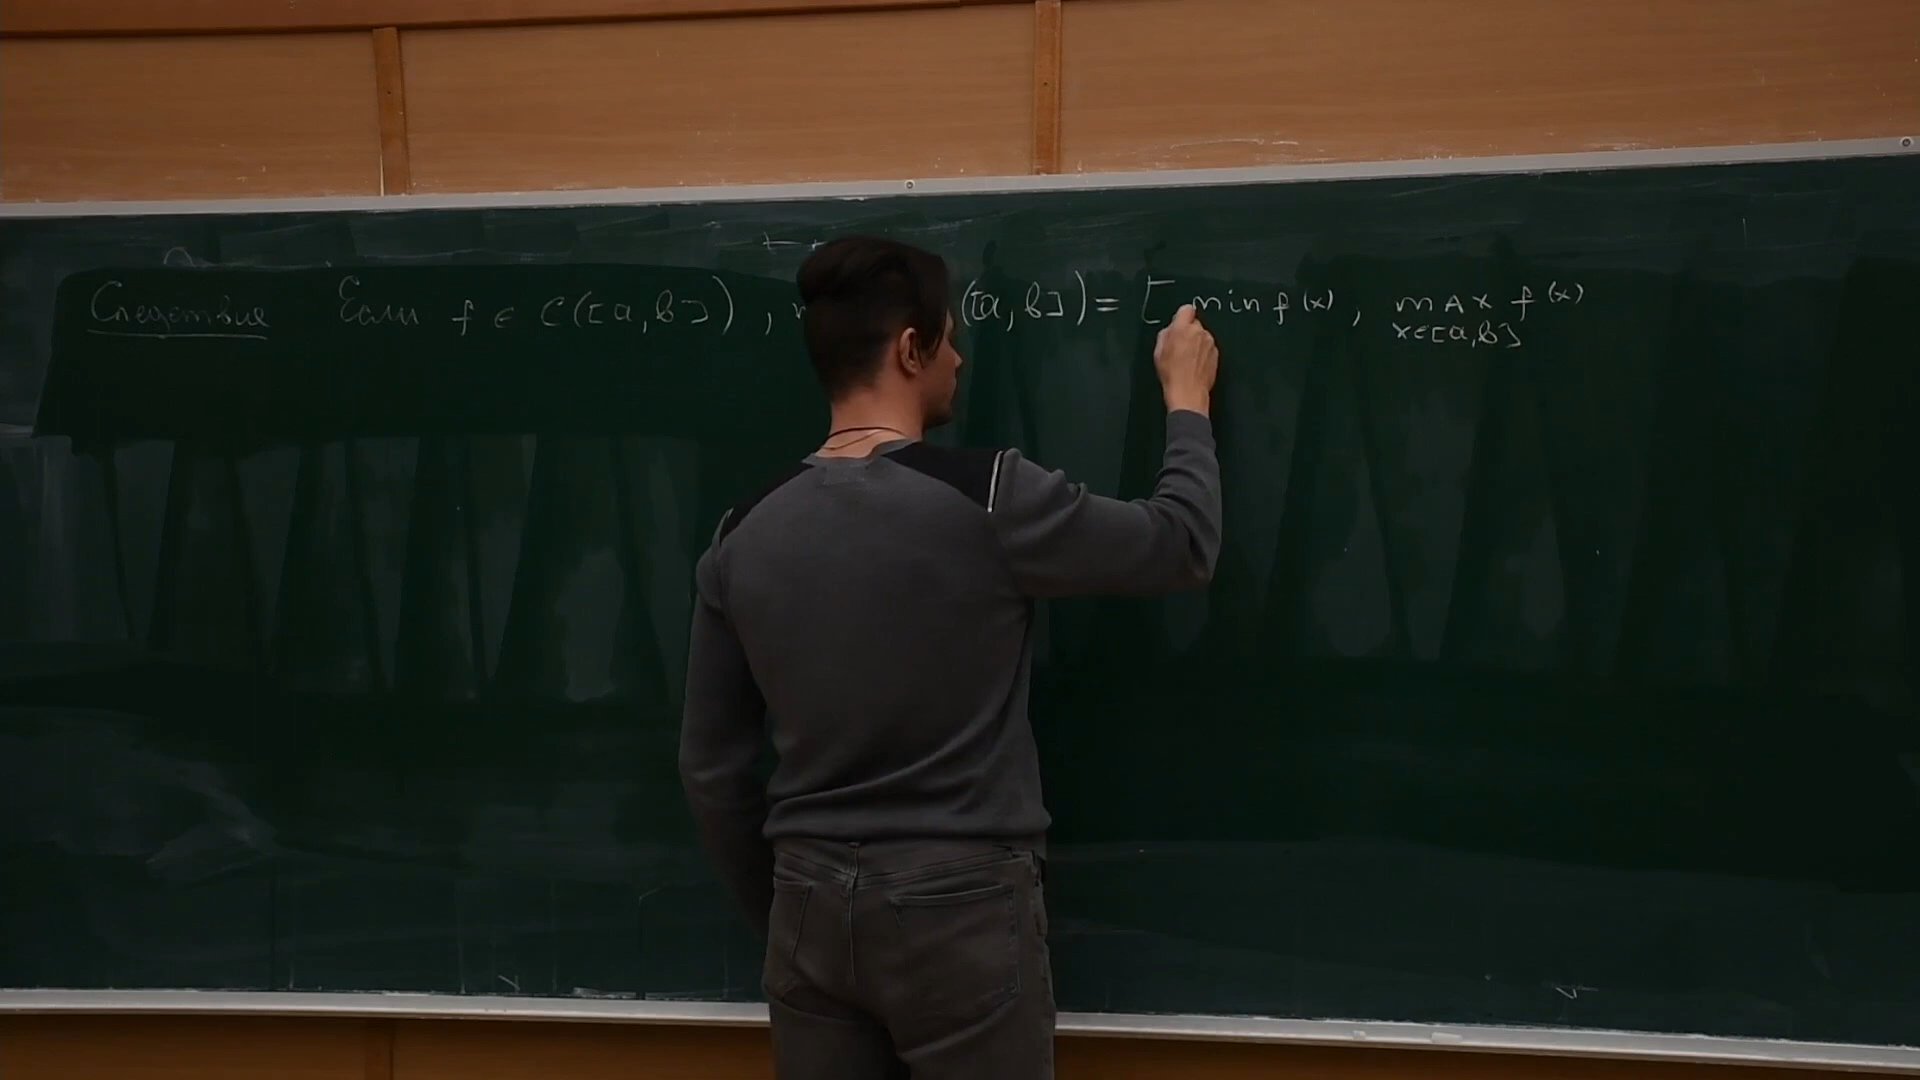 Следствие Если f ∈ C([a,b]), ([a,b]) = [ min f(x), max f(x)
x∈[a,b]